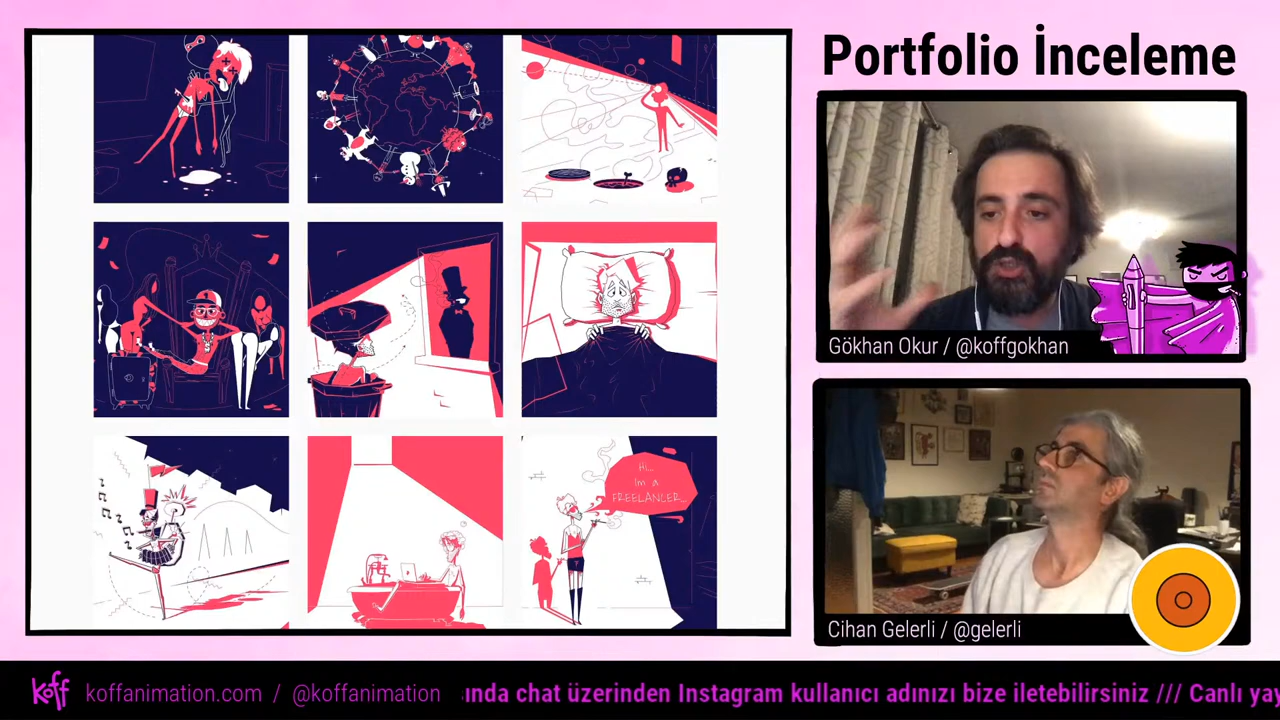 Portfolio İnceleme
HI..
Im a
FREELANCER..
Gökhan Okur / @koffgokhan
Cihan Gelerli / @gelerli
Koff koffanimation.com / @koffanimation ında chat üzerinden Instagram kullanıcı adınızı bize iletebilirsiniz /// Canlı yay